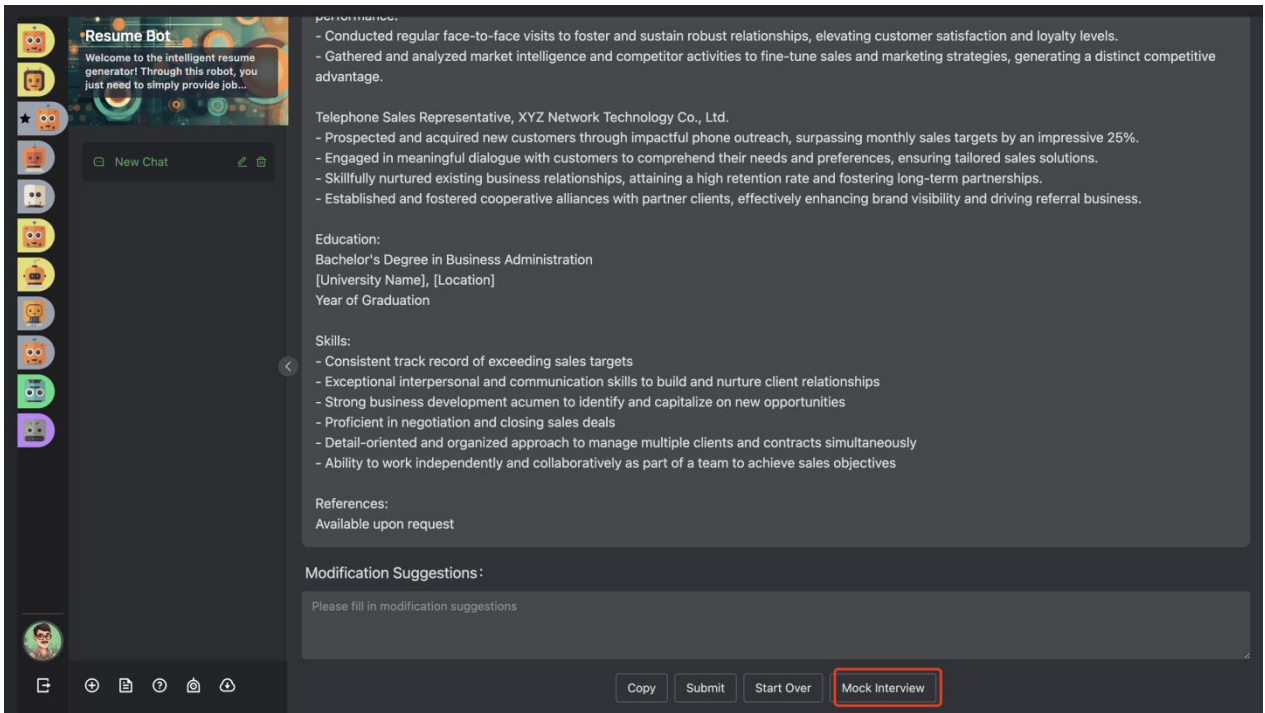 Resume Bot
Welcome to the intelligent resume
generator! Through this robot, you
just need to simply provide job...
New Chat
performance.
- Conducted regular face-to-face visits to foster and sustain robust relationships, elevating customer satisfaction and loyalty levels.
- Gathered and analyzed market intelligence and competitor activities to fine-tune sales and marketing strategies, generating a distinct competitive
advantage.
Telephone Sales Representative, XYZ Network Technology Co., Ltd.
- Prospected and acquired new customers through impactful phone outreach, surpassing monthly sales targets by an impressive 25%.
- Engaged in meaningful dialogue with customers to comprehend their needs and preferences, ensuring tailored sales solutions.
- Skillfully nurtured existing business relationships, attaining a high retention rate and fostering long-term partnerships.
- Established and fostered cooperative alliances with partner clients, effectively enhancing brand visibility and driving referral business.
Education:
Bachelor's Degree in Business Administration
[University Name], [Location]
Year of Graduation
Skills:
- Consistent track record of exceeding sales targets
- Exceptional interpersonal and communication skills to build and nurture client relationships
- Strong business development acumen to identify and capitalize on new opportunities
- Proficient in negotiation and closing sales deals
- Detail-oriented and organized approach to manage multiple clients and contracts simultaneously
- Ability to work independently and collaboratively as part of a team to achieve sales objectives
References:
Available upon request
Modification Suggestions:
Please fill in modification suggestions
Copy
Submit
Start Over
Mock Interview